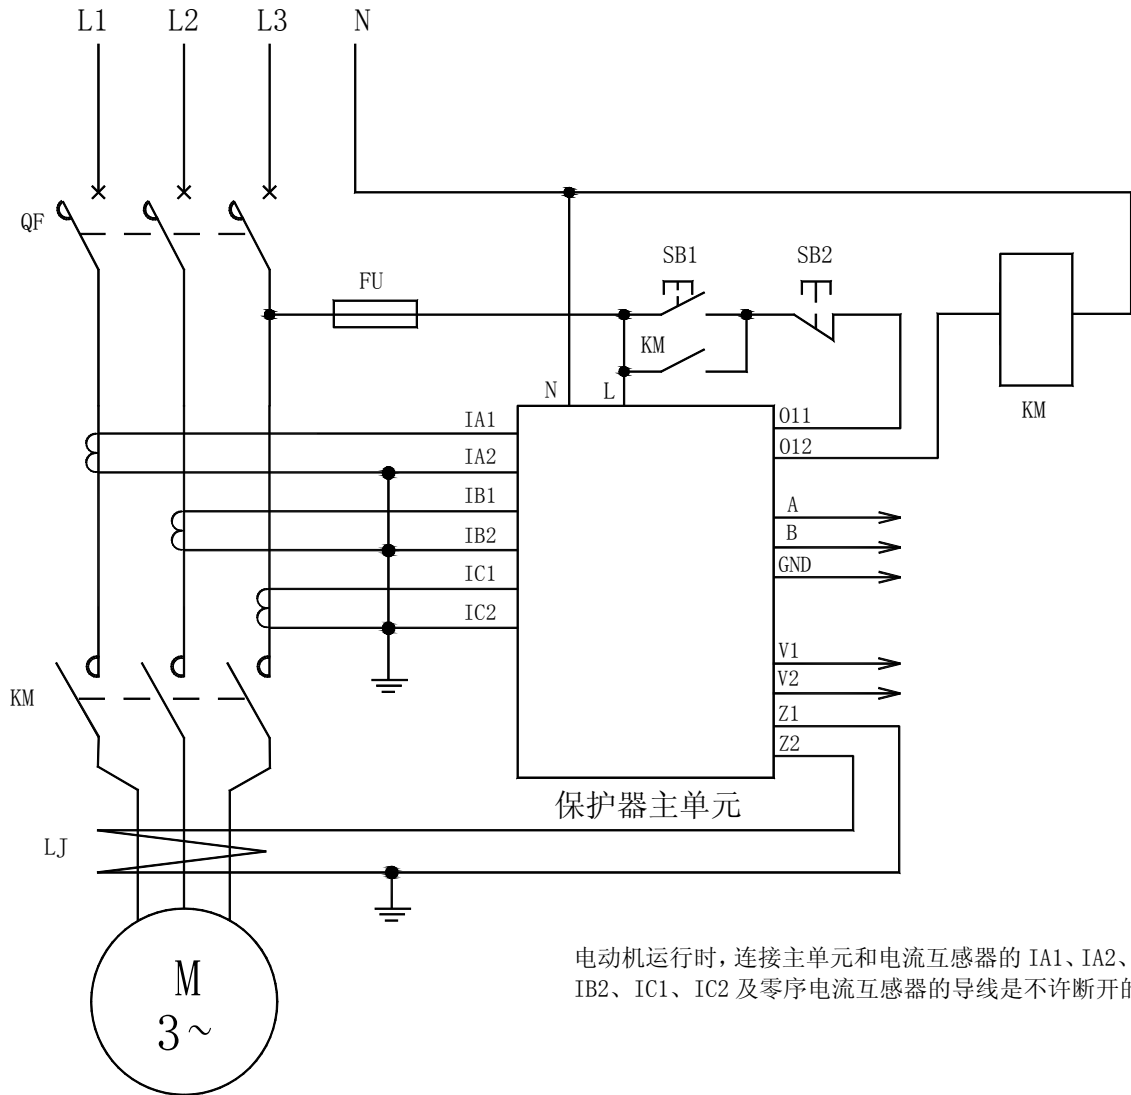 L1 L2 L3 N
QF
SB1 SB2
FU
KM
N L
KM
IA1
IA2
IB1
IB2
IC1
IC2
O11
O12
A
B
GND
V1
V2
Z1
Z2
KM
保护器主单元
LJ
M
3~
电动机运行时,连接主单元和电流互感器的 IA1、IA2、
IB2、IC1、IC2 及零序电流互感器的导线是不许断开的